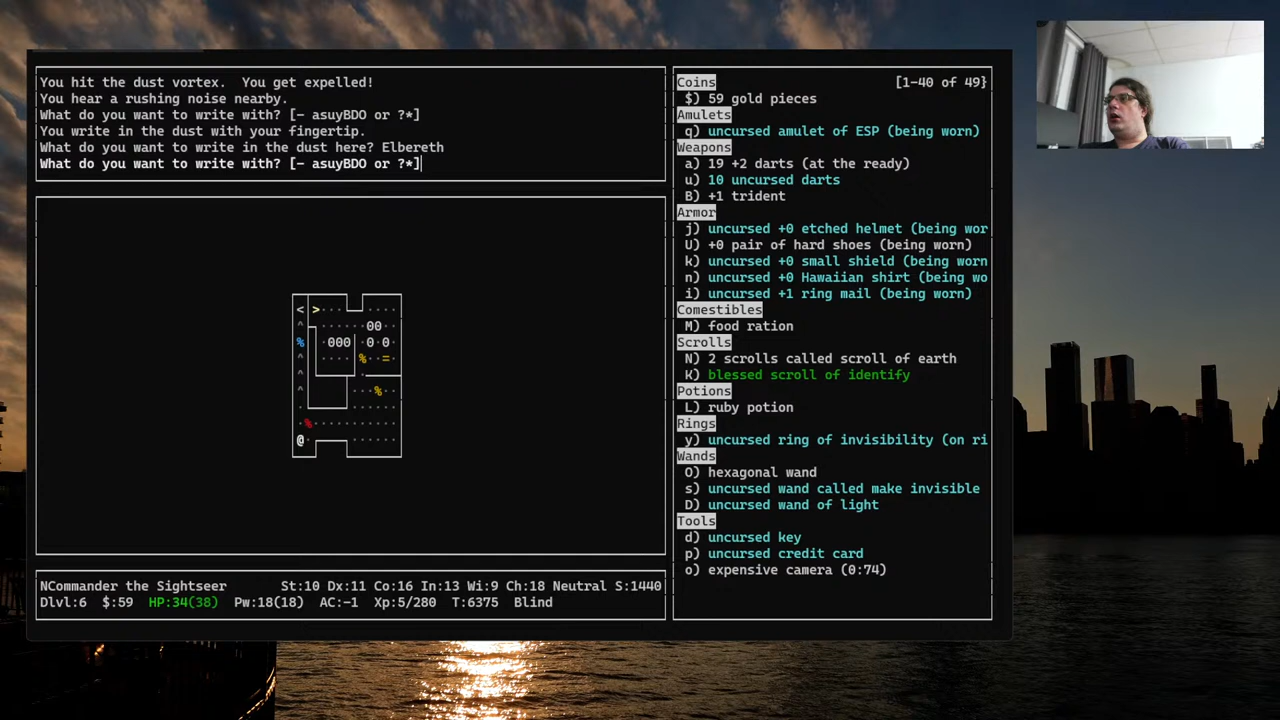 You hit the dust vortex.  You get expelled!
You hear a rushing noise nearby.
What do you want to write with? [- asuyBDO or ?*]
You write in the dust with your fingertip.
What do you want to write in the dust here? Elbereth
What do you want to write with? [- asuyBDO or ?*]
< >....
^ ......00..
% 000 .0 0.
^ .... % .=.
^
^ ...%.
. ......
.%...........
@ ......
NCommander the Sightseer St:10 Dx:11 Co:16 In:13 Wi:9 Ch:18 Neutral S:1440
Dlvl:6 $:59 HP:34(38) Pw:18(18) AC:-1 Xp:5/280 T:6375 Blind
Coins [1-40 of 49}
$) 59 gold pieces
Amulets
q) uncursed amulet of ESP (being worn)
Weapons
a) 19 +2 darts (at the ready)
u) 10 uncursed darts
B) +1 trident
Armor
j) uncursed +0 etched helmet (being wor
U) +0 pair of hard shoes (being worn)
k) uncursed +0 small shield (being worn
n) uncursed +0 Hawaiian shirt (being wo
i) uncursed +1 ring mail (being worn)
Comestibles
M) food ration
Scrolls
N) 2 scrolls called scroll of earth
K) blessed scroll of identify
Potions
L) ruby potion
Rings
y) uncursed ring of invisibility (on ri
Wands
O) hexagonal wand
s) uncursed wand called make invisible
D) uncursed wand of light
Tools
d) uncursed key
p) uncursed credit card
o) expensive camera (0:74)